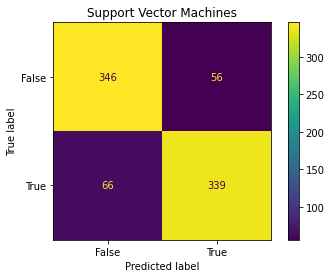 Support Vector Machines
True label
False
346
56
True
66
339
False
True
Predicted label
300
250
200
150
100